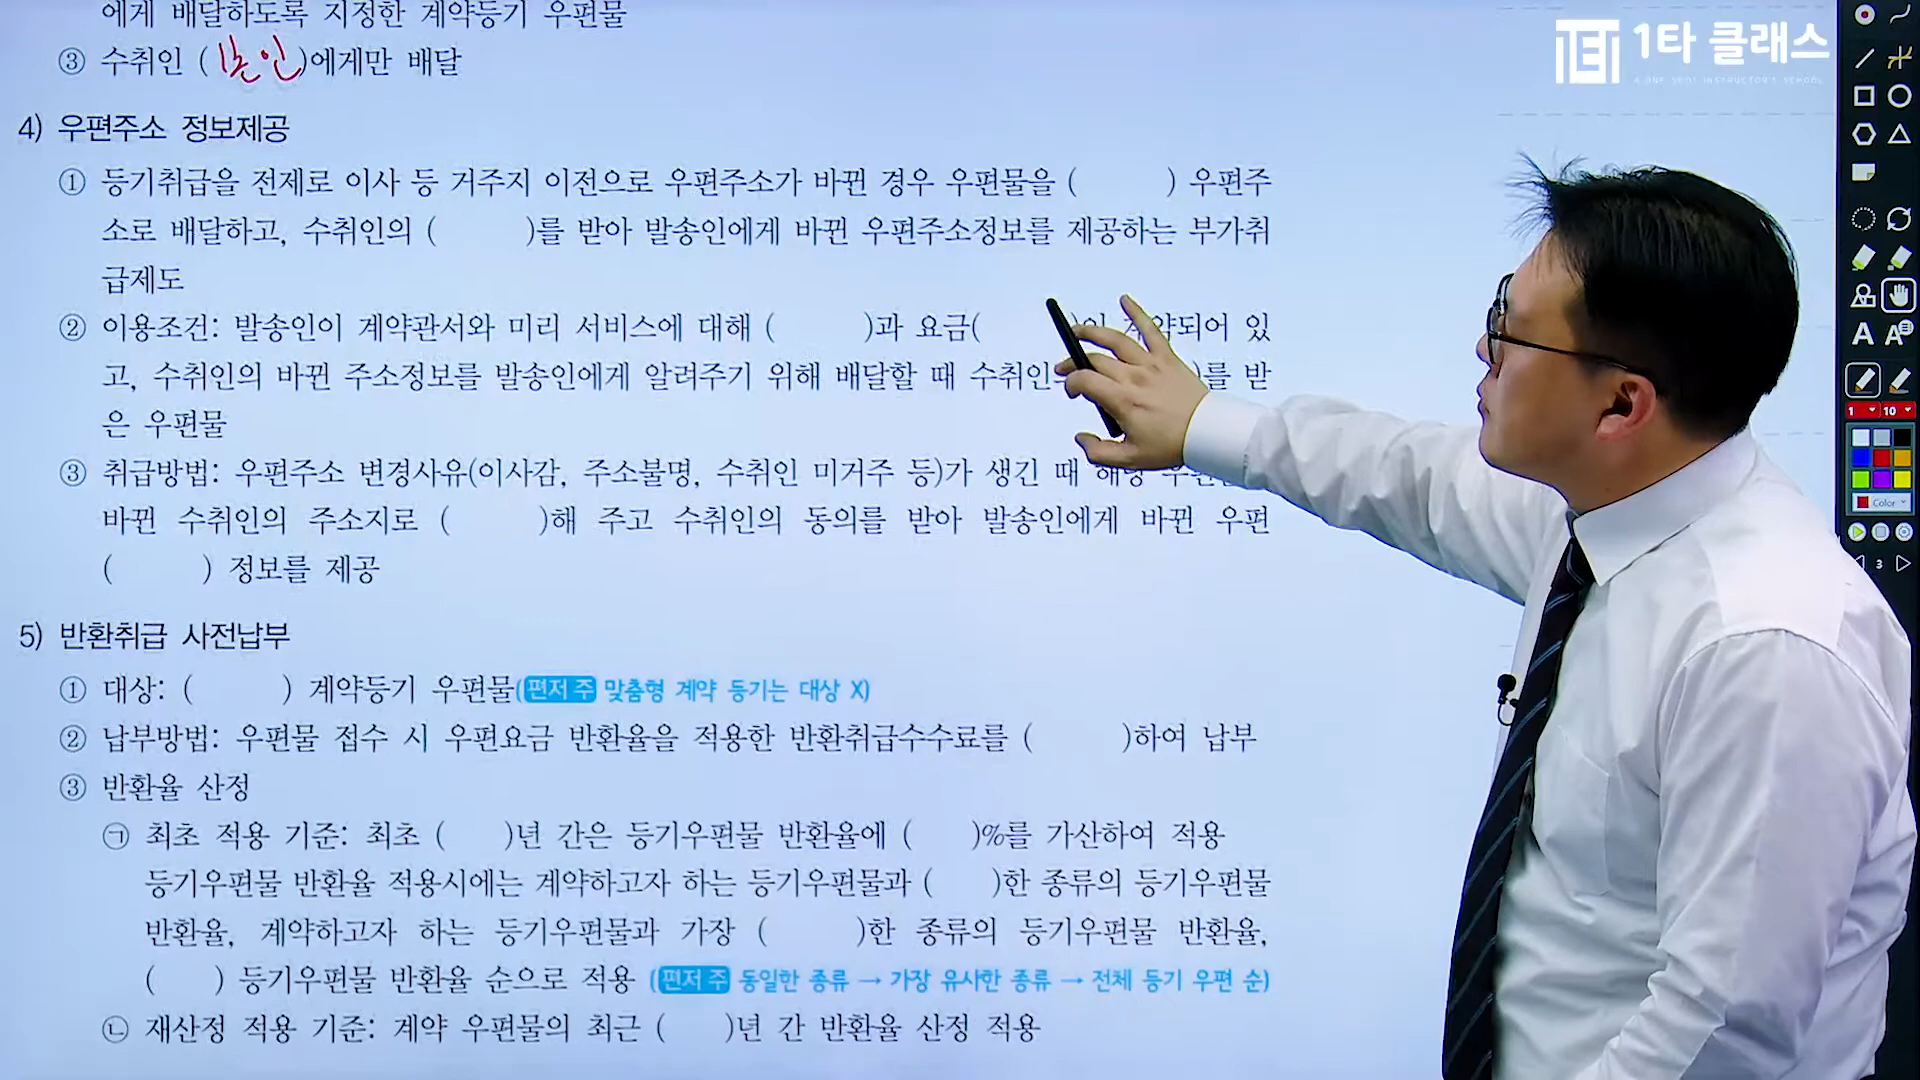 에게 배달하도록 지정한 계약등기 우편물
③ 수취인 (본인)에게만 배달
1타 클래스
A ONE SHOT INSTRUCTOR'S SCHOOL
4) 우편주소 정보제공
① 등기취급을 전제로 이사 등 거주지 이전으로 우편주소가 바뀐 경우 우편물을 ( ) 우편주
소로 배달하고, 수취인의 ( )를 받아 발송인에게 바뀐 우편주소정보를 제공하는 부가취
급제도
② 이용조건: 발송인이 계약관서와 미리 서비스에 대해 ( )과 요금( )이 계약되어 있
고, 수취인의 바뀐 주소정보를 발송인에게 알려주기 위해 배달할 때 수취인의 )를 받
은 우편물
③ 취급방법: 우편주소 변경사유(이사감, 주소불명, 수취인 미거주 등)가 생긴 때 해당
바뀐 수취인의 주소지로 ( )해 주고 수취인의 동의를 받아 발송인에게 바뀐 우편
( ) 정보를 제공
5) 반환취급 사전납부
① 대상: ( ) 계약등기 우편물(편저 주 맞춤형 계약 등기는 대상 X)
② 납부방법: 우편물 접수 시 우편요금 반환율을 적용한 반환취급수수료를 ( )하여 납부
③ 반환율 산정
㉠ 최초 적용 기준: 최초 ( )년 간은 등기우편물 반환율에 ( )%를 가산하여 적용
등기우편물 반환율 적용시에는 계약하고자 하는 등기우편물과 ( )한 종류의 등기우편물
반환율, 계약하고자 하는 등기우편물과 가장 ( )한 종류의 등기우편물 반환율,
( ) 등기우편물 반환율 순으로 적용 (편저 주 동일한 종류 → 가장 유사한 종류 → 전체 등기 우편 순)
㉡ 재산정 적용 기준: 계약 우편물의 최근 ( )년 간 반환율 산정 적용
A A
1 10
Color
3